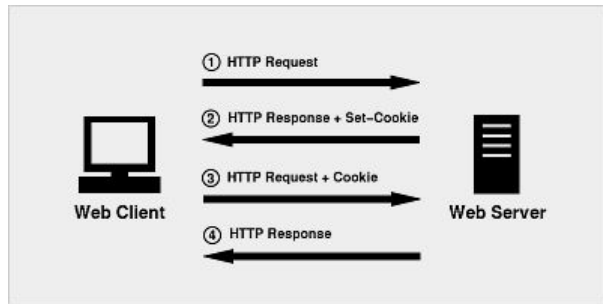 ① HTTP Request
② HTTP Response + Set-Cookie
③ HTTP Request + Cookie
Web Client
Web Server
④ HTTP Response